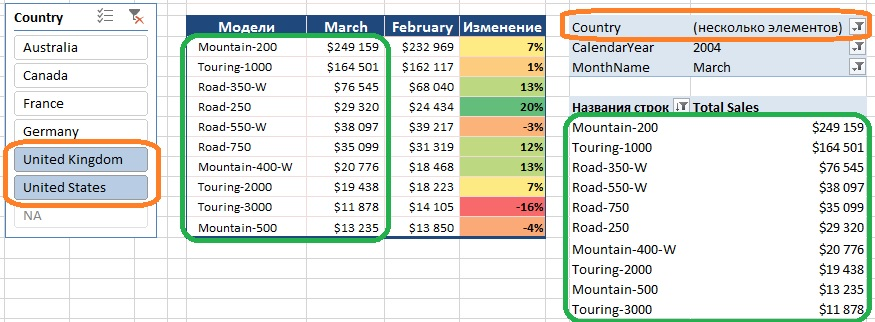 Country
Australia
Canada
France
Germany
United Kingdom
United States
NA
Модели March February Изменение
Mountain-200 $249 159 $232 969 7%
Touring-1000 $164 501 $162 117 1%
Road-350-W $76 545 $68 040 13%
Road-250 $29 320 $24 434 20%
Road-550-W $38 097 $39 217 -3%
Road-750 $35 099 $31 319 12%
Mountain-400-W $20 776 $18 468 13%
Touring-2000 $19 438 $18 223 7%
Touring-3000 $11 878 $14 105 -16%
Mountain-500 $13 235 $13 850 -4%
Country (несколько элементов)
CalendarYear 2004
MonthName March
Названия строк Total Sales
Mountain-200 $249 159
Touring-1000 $164 501
Road-350-W $76 545
Road-550-W $38 097
Road-750 $35 099
Road-250 $29 320
Mountain-400-W $20 776
Touring-2000 $19 438
Mountain-500 $13 235
Touring-3000 $11 878